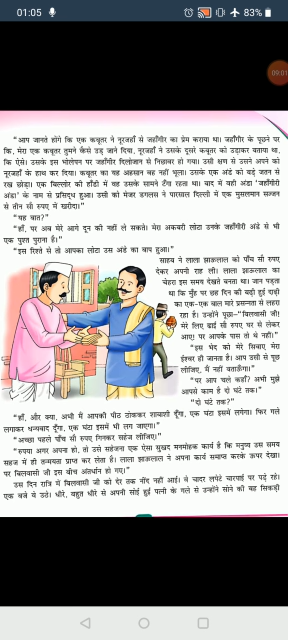 01:05
83%
09:01
"आप जानते होंगे कि एक कबूतर ने नूरजहाँ से जहाँगीर का प्रेम कराया था। जहाँगीर के पूछने पर
कि, मेरा एक कबूतर तुमने कैसे उड़ जाने दिया, नूरजहाँ ने उसके दूसरे कबूतर को उड़ाकर बताया था,
कि ऐसे। उसके इस भोलेपन पर जहाँगीर दिलोजान से निछावर हो गया। उसी क्षण से उसने अपने को
नूरजहाँ के हाथ कर दिया। कबूतर का यह अहसान वह नहीं भूला। उसके एक अंडे को बड़े जतन से
रख छोड़ा। एक बिल्लोर की हाँडी में वह उसके सामने टँगा रहता था। बाद में वही अंडा 'जहाँगीरी
अंडा' के नाम से प्रसिद्ध हुआ। उसी को मेजर डगलस ने पारसाल दिल्ली में एक मुसलमान सज्जन
से तीन सौ रुपए में खरीदा।"
"यह बात?"
"हाँ, पर अब मेरे आगे दून की नहीं ले सकते। मेरा अकबरी लोटा उनके जहाँगीरी अंडे से भी
एक पुश्त पुराना है।"
"इस रिश्ते से तो आपका लोटा उस अंडे का बाप हुआ।"
साहब ने लाला झाऊलाल को पाँच सौ रुपए
देकर अपनी राह ली। लाला झाऊलाल का
चेहरा इस समय देखते बनता था। जान पड़ता
था कि मुँह पर छह दिन की बढ़ी हुई दाढ़ी
का एक-एक बाल मारे प्रसन्नता से लहरा
रहा है। उन्होंने पूछा-"बिलवासी जी!
मेरे लिए ढाई सौ रुपए घर से लेकर
आए! पर आपके पास तो थे नहीं।"
"इस भेद को मेरे सिवाए, मेरा
ईश्वर ही जानता है। आप उसी से पूछ
लीजिए, मैं नहीं बताऊँगा।"
"पर आप चले कहाँ? अभी मुझे
आपसे काम है दो घंटे तक।"
"दो घंटे तक?"
"हाँ, और क्या, अभी मैं आपकी पीठ ठोककर शाबाशी दूँगा, एक घंटा इसमें लगेगा। फिर गले
लगाकर धन्यवाद दूँगा, एक घंटा इसमें भी लग जाएगा।"
"अच्छा पहले पाँच सौ रुपए गिनकर सहेज लीजिए।"
"रुपया अगर अपना हो, तो उसे सहेजना एक ऐसा सुखद मनमोहक कार्य है कि मनुष्य उस समय
सहज में ही तन्मयता प्राप्त कर लेता है। लाला झाऊलाल ने अपना कार्य समाप्त करके ऊपर देखा।
पर बिलवासी जी इस बीच अंतर्धान हो गए।"
उस दिन रात्रि में बिलवासी जी को देर तक नींद नहीं आई। वे चादर लपेटे चारपाई पर पड़े रहे।
एक बजे वे उठे। धीरे, बहुत धीरे से अपनी सोई हुई पत्नी के गले से उन्होंने सोने की वह सिकड़ी